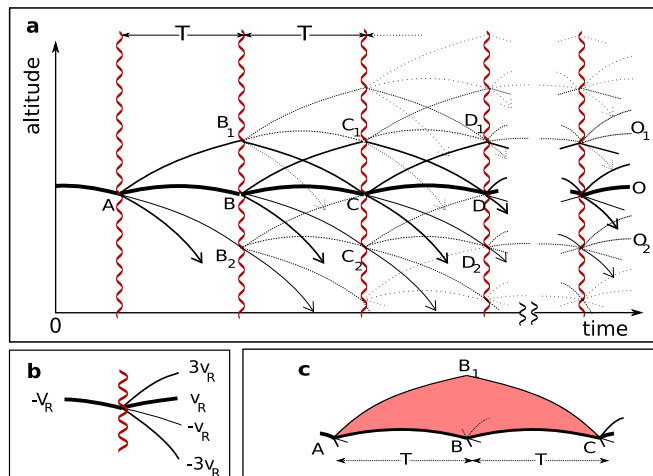 a
T T
altitude
B1 C1 D1 O1
A B C D O
B2 C2 D2 O2
0 time
b
3vR
-vR vR
-vR
-3vR
c
B1
A B C
T T